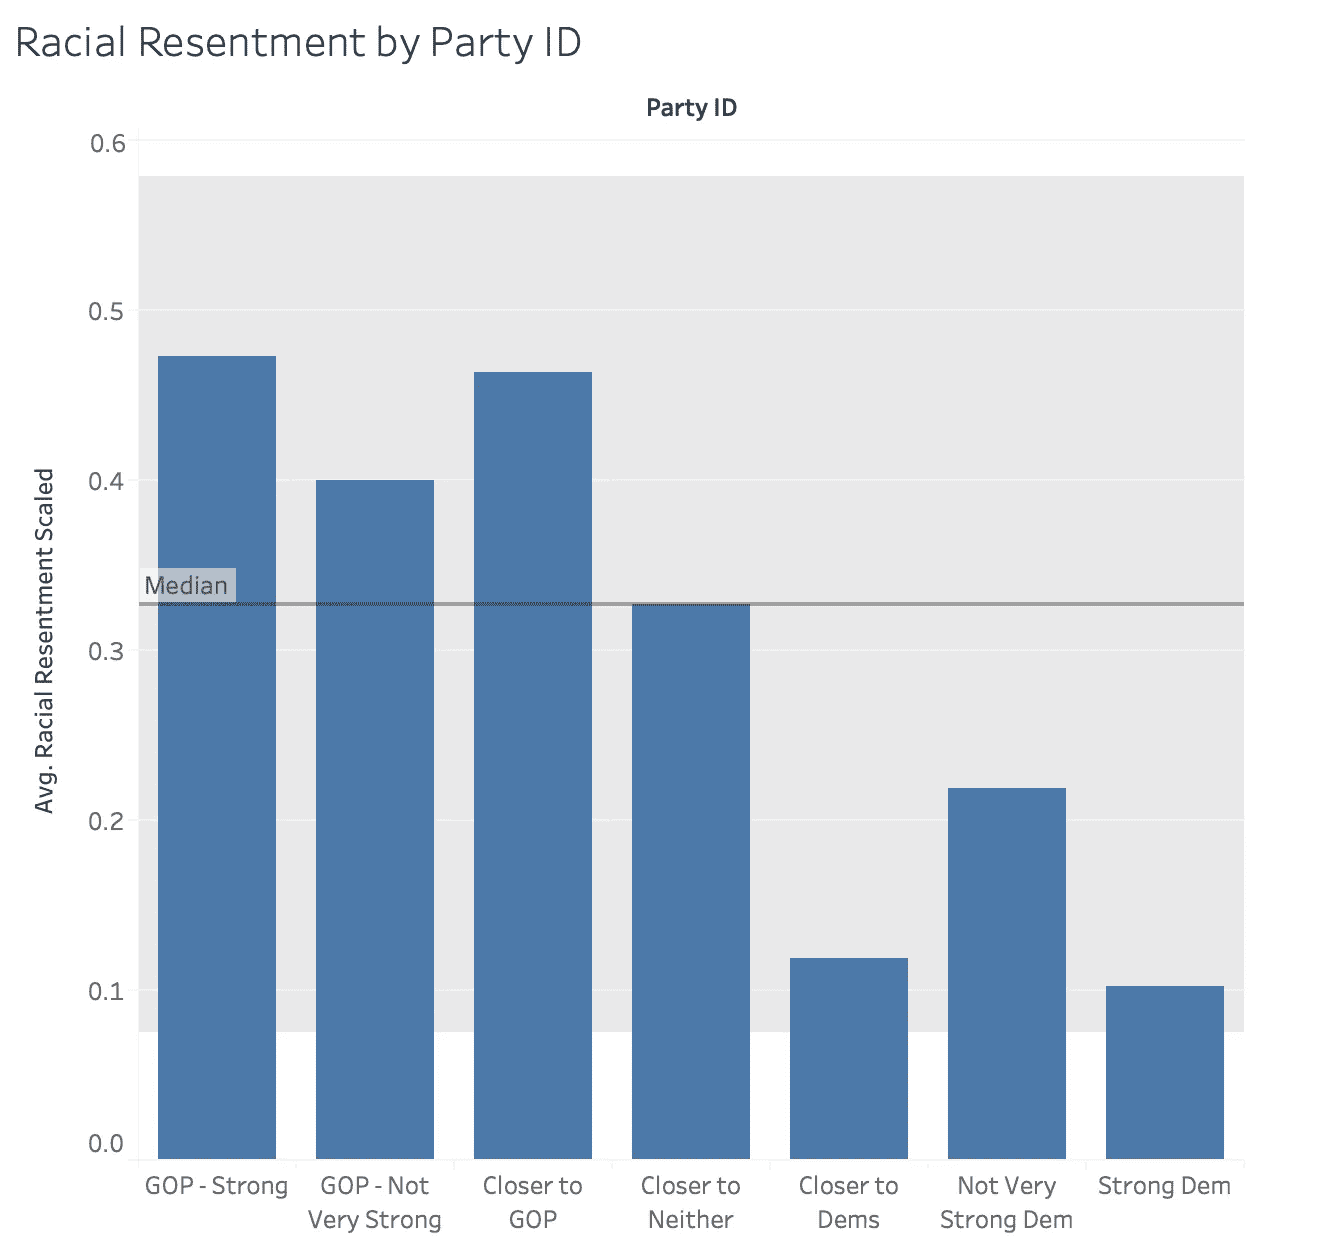 Racial Resentment by Party ID
Party ID
0.6
0.5
0.4
0.3
0.2
0.1
0.0
Avg. Racial Resentment Scaled
Median
GOP - Strong
GOP - Not
Very Strong
Closer to
GOP
Closer to
Neither
Closer to
Dems
Not Very
Strong Dem
Strong Dem